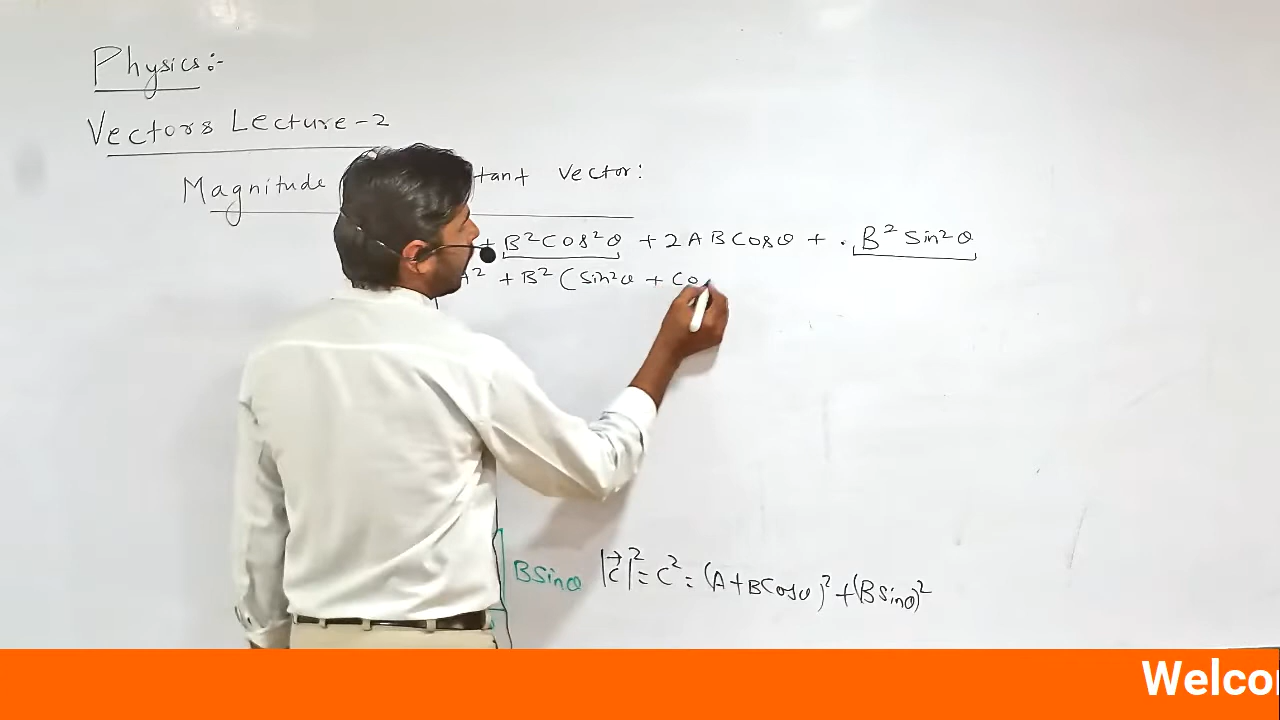 Physics:-
Vectors Lecture-2
Magnitude tant vector:
+ B²Cos²θ + 2ABCosθ + . B²Sin²θ
A² + B² (Sin²θ + Co
BSinθ
|C⃗|² = C² = (A+BCosθ)² + (BSinθ)²
Welco